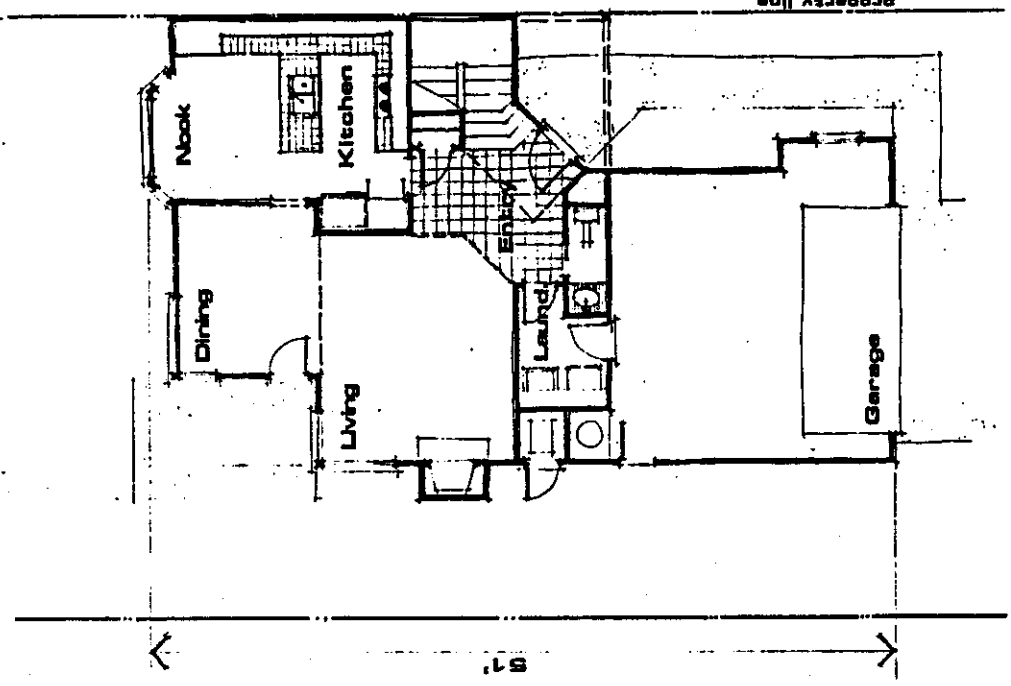 property line
Nook
Kitchen
Entry
Dining
Laund.
Living
Garage
51'